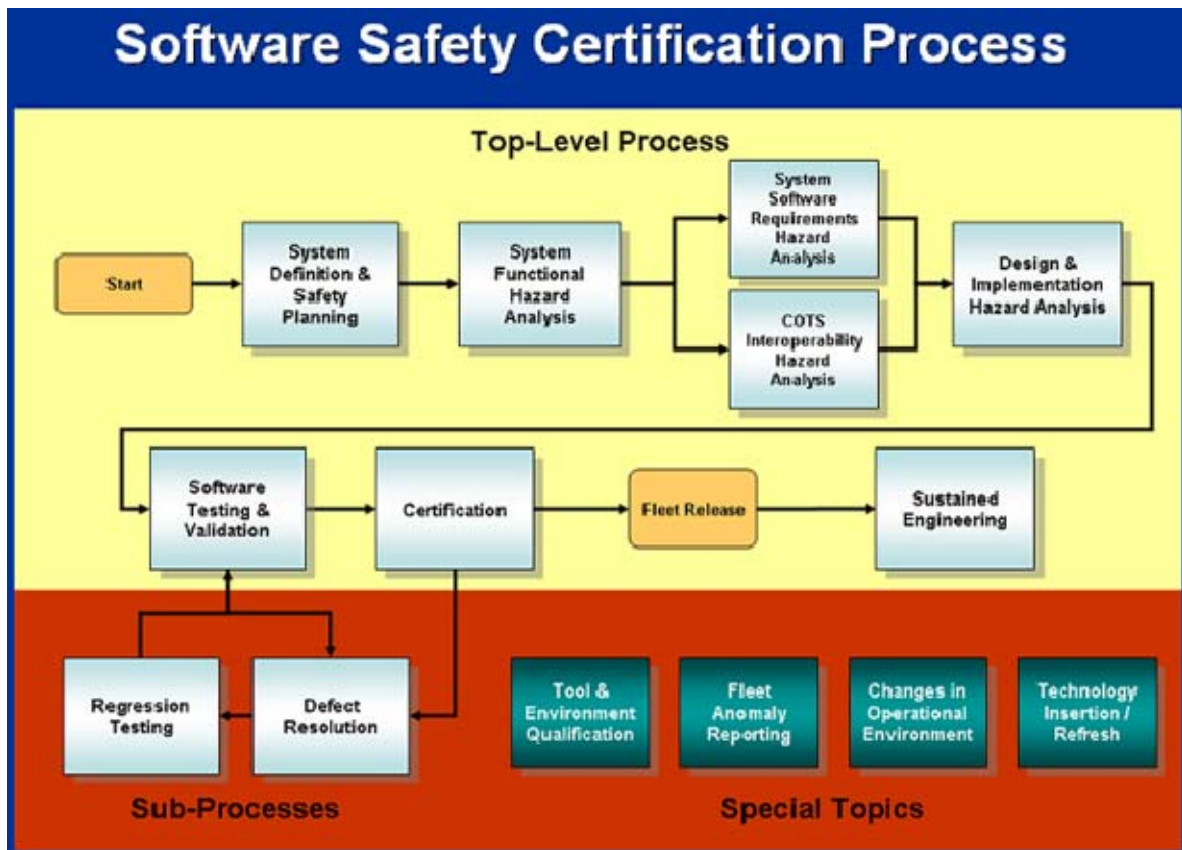 Software Safety Certification Process
Top-Level Process
Start
System
Definition &
Safety
Planning
System
Functional
Hazard
Analysis
System
Software
Requirements
Hazard
Analysis
COTS
Interoperability
Hazard
Analysis
Design &
Implementation
Hazard Analysis
Software
Testing &
Validation
Certification
Fleet Release
Sustained
Engineering
Regression
Testing
Defect
Resolution
Sub-Processes
Tool &
Environment
Qualification
Fleet
Anomaly
Reporting
Changes in
Operational
Environment
Technology
Insertion /
Refresh
Special Topics